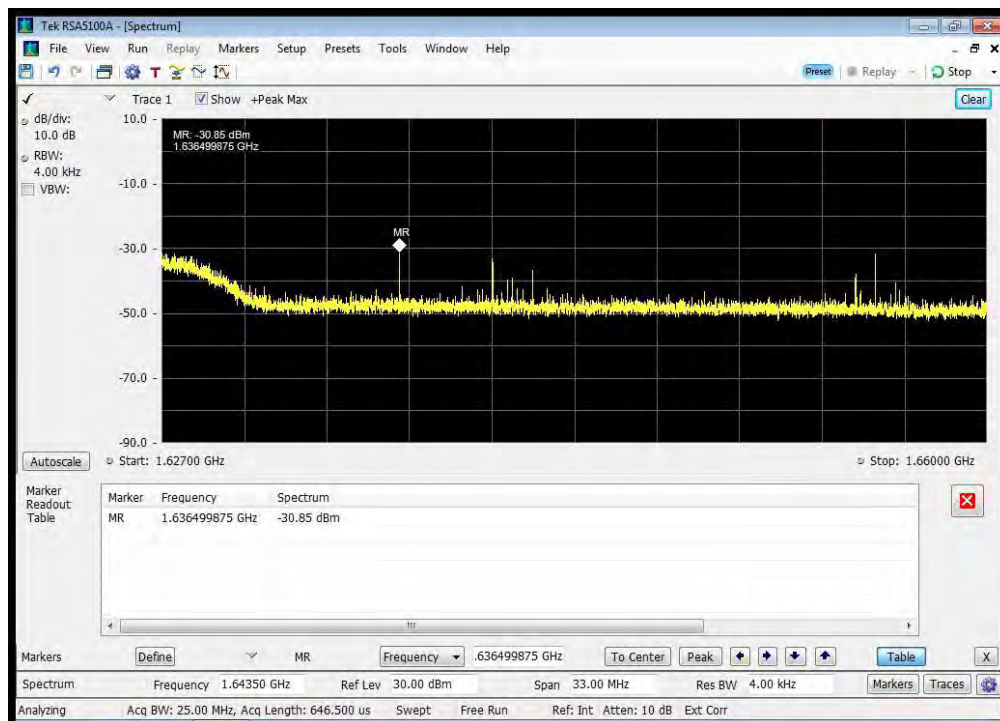 Tek RSA5100A - [Spectrum]
File View Run Replay Markers Setup Presets Tools Window Help
Preset Replay Stop
Trace 1 Show +Peak Max Clear
dB/div:
10.0 dB
RBW:
4.00 kHz
VBW:
10.0
MR: -30.85 dBm
1.636499875 GHz
-10.0
MR
-30.0
-50.0
-70.0
-90.0
Autoscale Start: 1.62700 GHz Stop: 1.66000 GHz
Marker Readout Table
Marker Frequency Spectrum
MR 1.636499875 GHz -30.85 dBm
Markers Define MR Frequency .636499875 GHz To Center Peak Table X
Spectrum Frequency 1.64350 GHz Ref Lev 30.00 dBm Span 33.00 MHz Res BW 4.00 kHz Markers Traces
Analyzing Acq BW: 25.00 MHz, Acq Length: 646.500 us Swept Free Run Ref: Int Atten: 10 dB Ext Corr